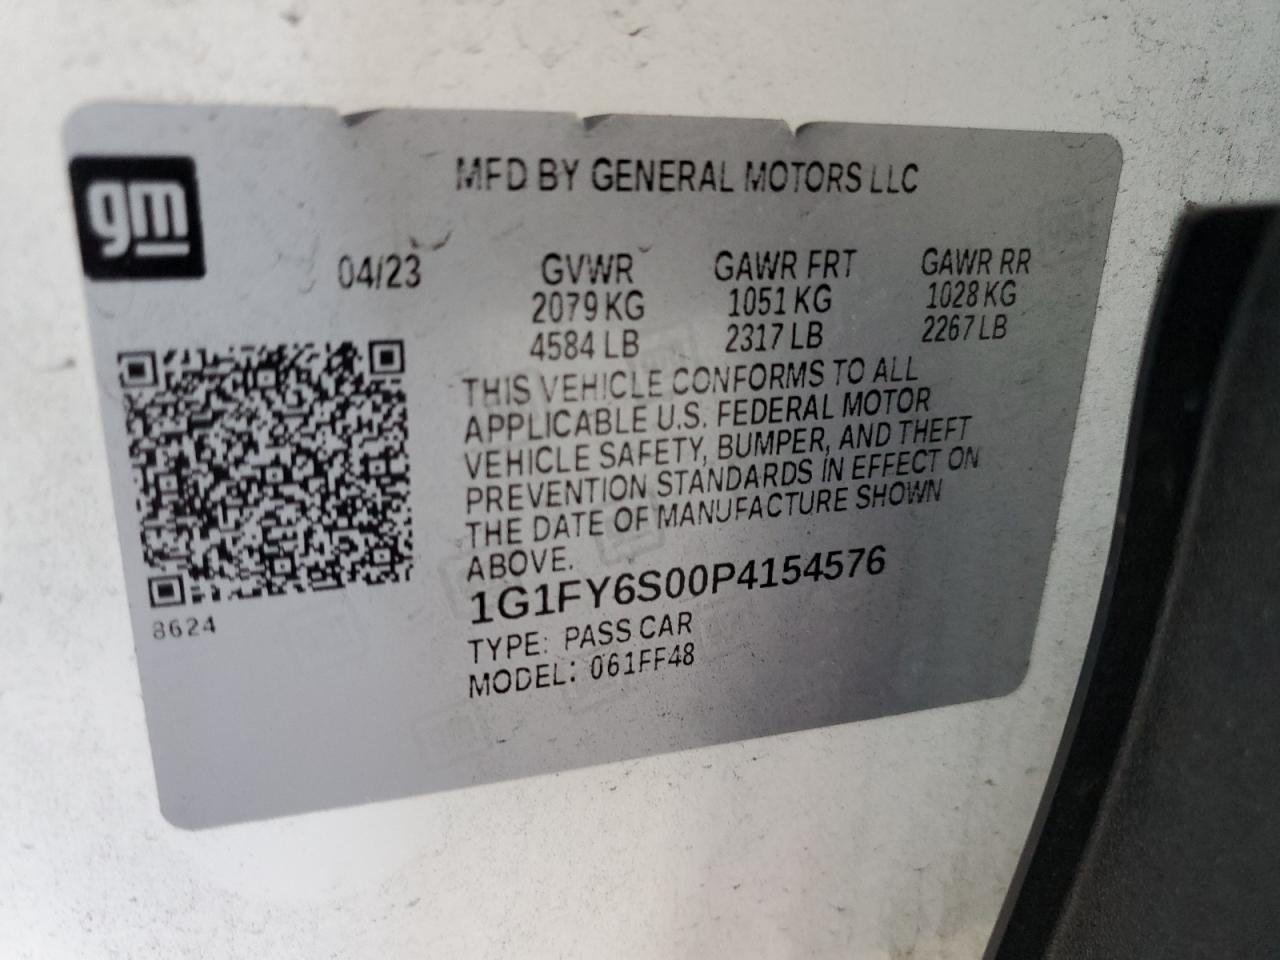 gm
MFD BY GENERAL MOTORS LLC
04/23 GVWR GAWR FRT GAWR RR
2079 KG 1051 KG 1028 KG
4584 LB 2317 LB 2267 LB
THIS VEHICLE CONFORMS TO ALL
APPLICABLE U.S. FEDERAL MOTOR
VEHICLE SAFETY, BUMPER, AND THEFT
PREVENTION STANDARDS IN EFFECT ON
THE DATE OF MANUFACTURE SHOWN
ABOVE.
1G1FY6S00P4154576
8624
TYPE: PASS CAR
MODEL: 061FF48